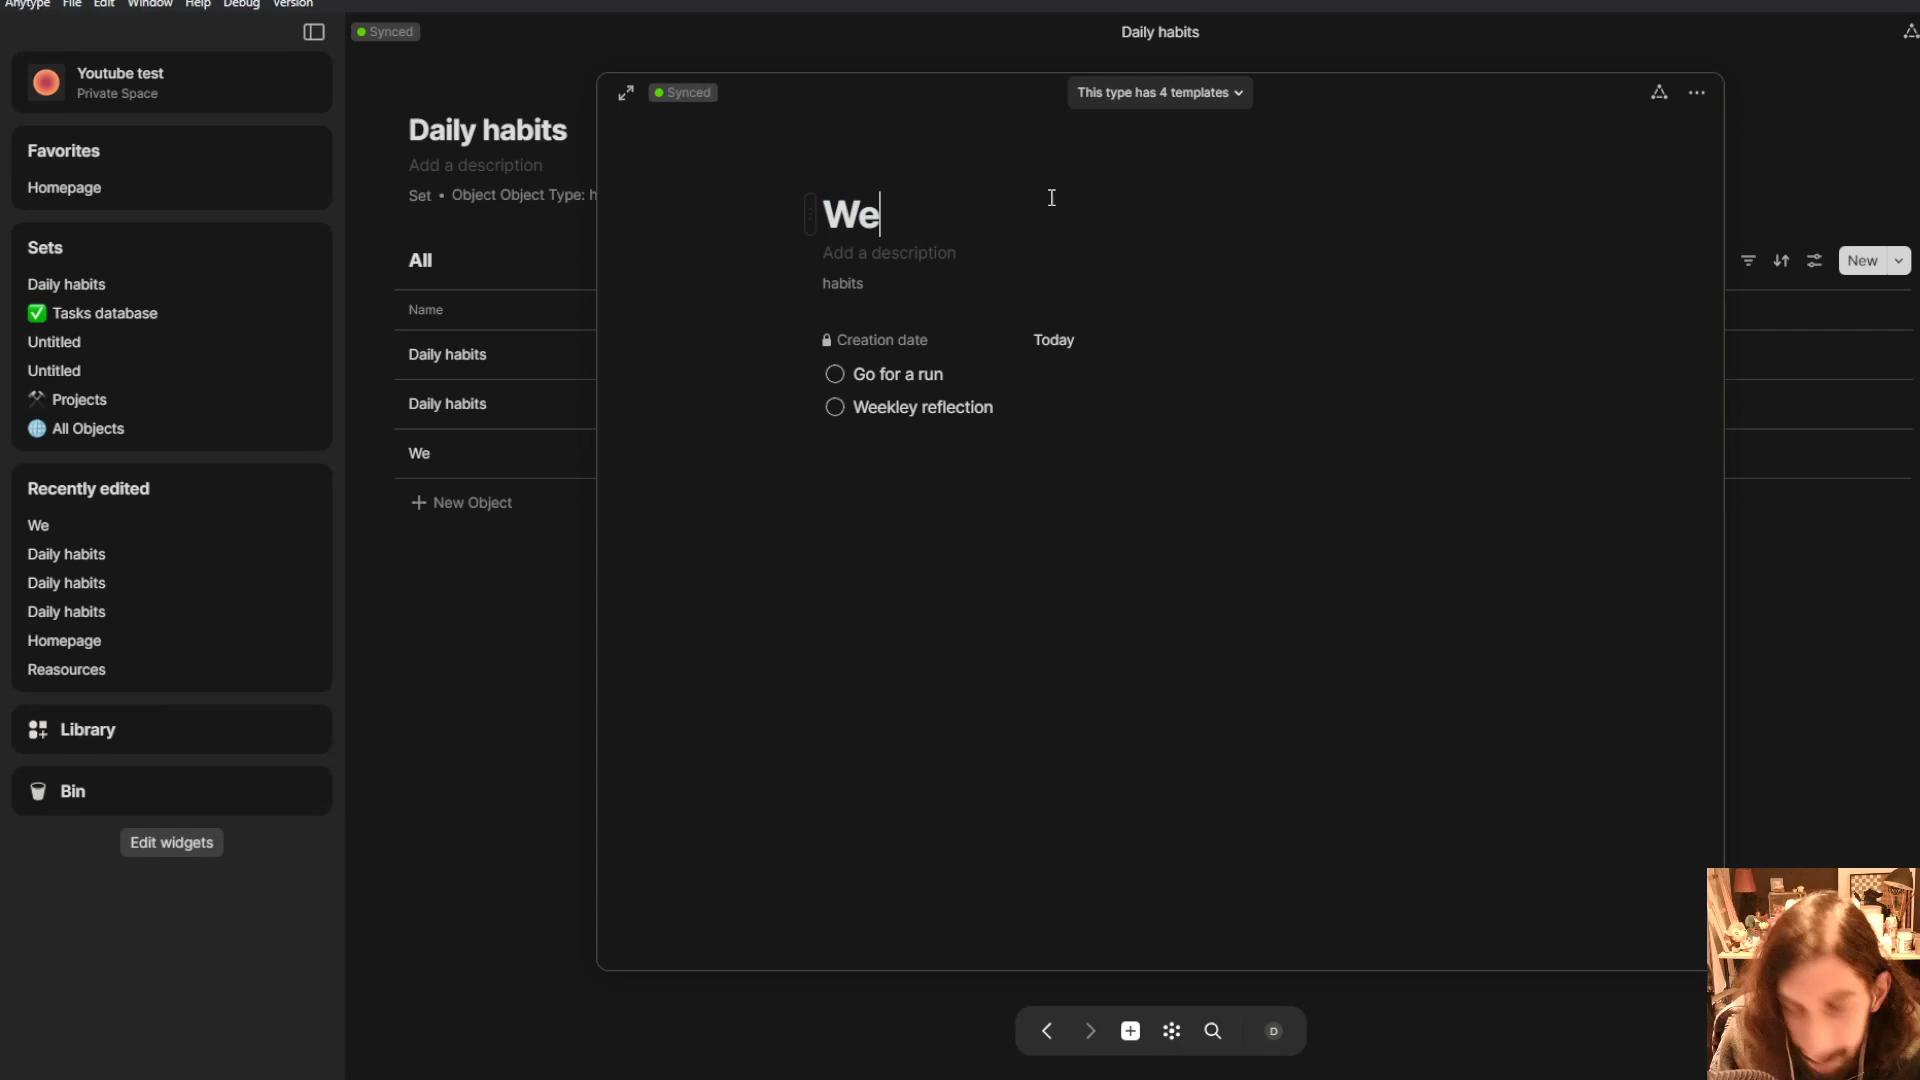 Anytype File Edit Window Help Debug Version
Synced
Daily habits
Youtube test
Private Space
Favorites
Homepage
Sets
Daily habits
Tasks database
Untitled
Untitled
Projects
All Objects
Recently edited
We
Daily habits
Daily habits
Daily habits
Homepage
Reasources
Library
Bin
Edit widgets
Daily habits
Add a description
Set • Object Object Type: h
All
Name
Daily habits
Daily habits
We
New Object
Synced
This type has 4 templates
We
Add a description
habits
Creation date Today
Go for a run
Weekley reflection
New
D